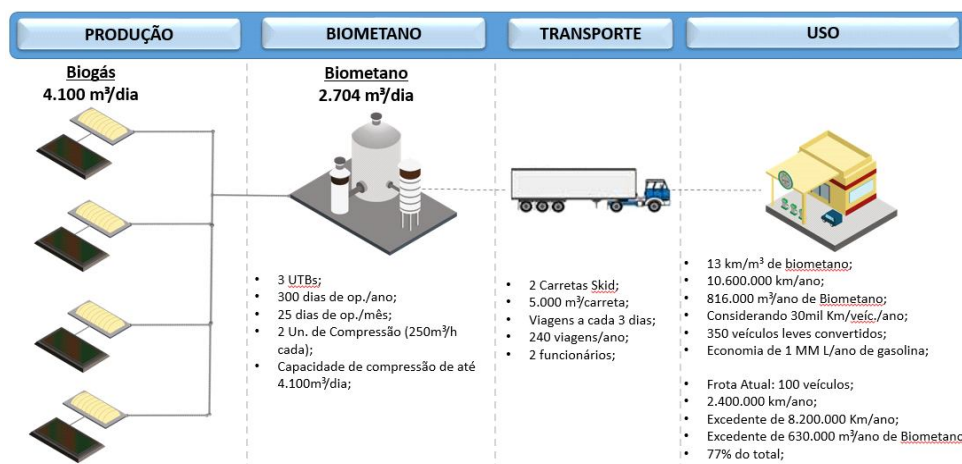 PRODUÇÃO
BIOMETANO
TRANSPORTE
USO
Biogás
4.100 m³/dia
Biometano
2.704 m³/dia
• 3 UTBs;
• 300 dias de op./ano;
• 25 dias de op./mês;
• 2 Un. de Compressão (250m³/h
cada);
• Capacidade de compressão de até
4.100m³/dia;
• 2 Carretas Skid;
• 5.000 m³/carreta;
• Viagens a cada 3 dias;
• 240 viagens/ano;
• 2 funcionários;
• 13 km/m³ de biometano;
• 10.600.000 km/ano;
• 816.000 m³/ano de Biometano;
• Considerando 30mil Km/veíc./ano;
• 350 veículos leves convertidos;
• Economia de 1 MM L/ano de gasolina;
• Frota Atual: 100 veículos;
• 2.400.000 km/ano;
• Excedente de 8.200.000 Km/ano;
• Excedente de 630.000 m³/ano de Biometano
• 77% do total;